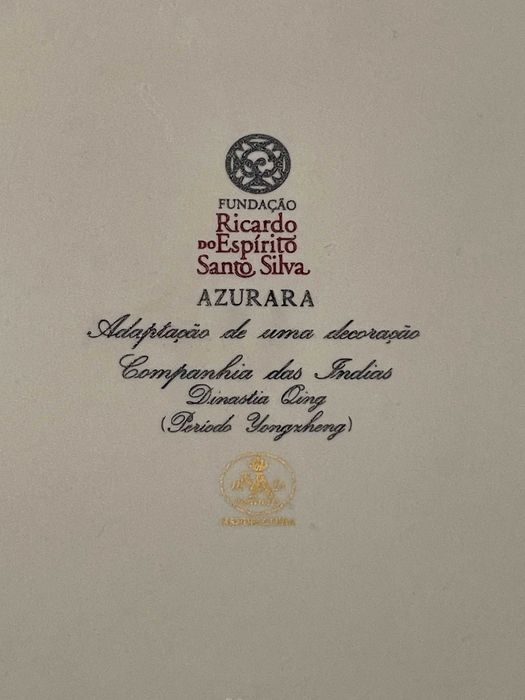 FUNDAÇÃO
Ricardo
DO Espírito
Santo Silva
AZURARA
Adaptação de uma decoração
Companhia das Indias
Dinastia Qing
(Periodo Yongzheng)